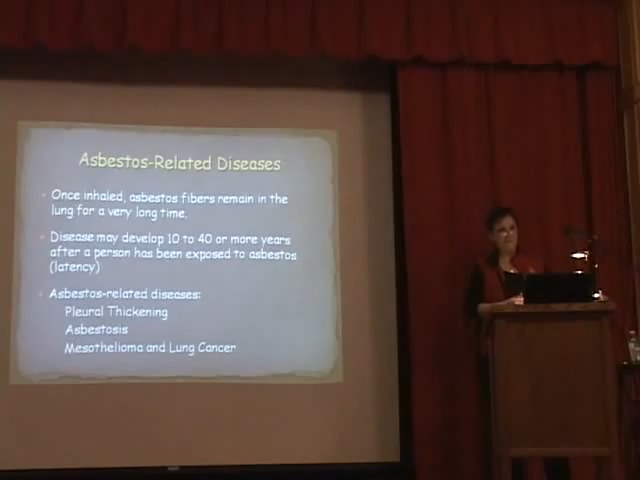 Asbestos-Related Diseases
Once inhaled, asbestos fibers remain in the
lung for a very long time.
Disease may develop 10 to 40 or more years
after a person has been exposed to asbestos
(latency)
Asbestos-related diseases:
Pleural Thickening
Asbestosis
Mesothelioma and Lung Cancer